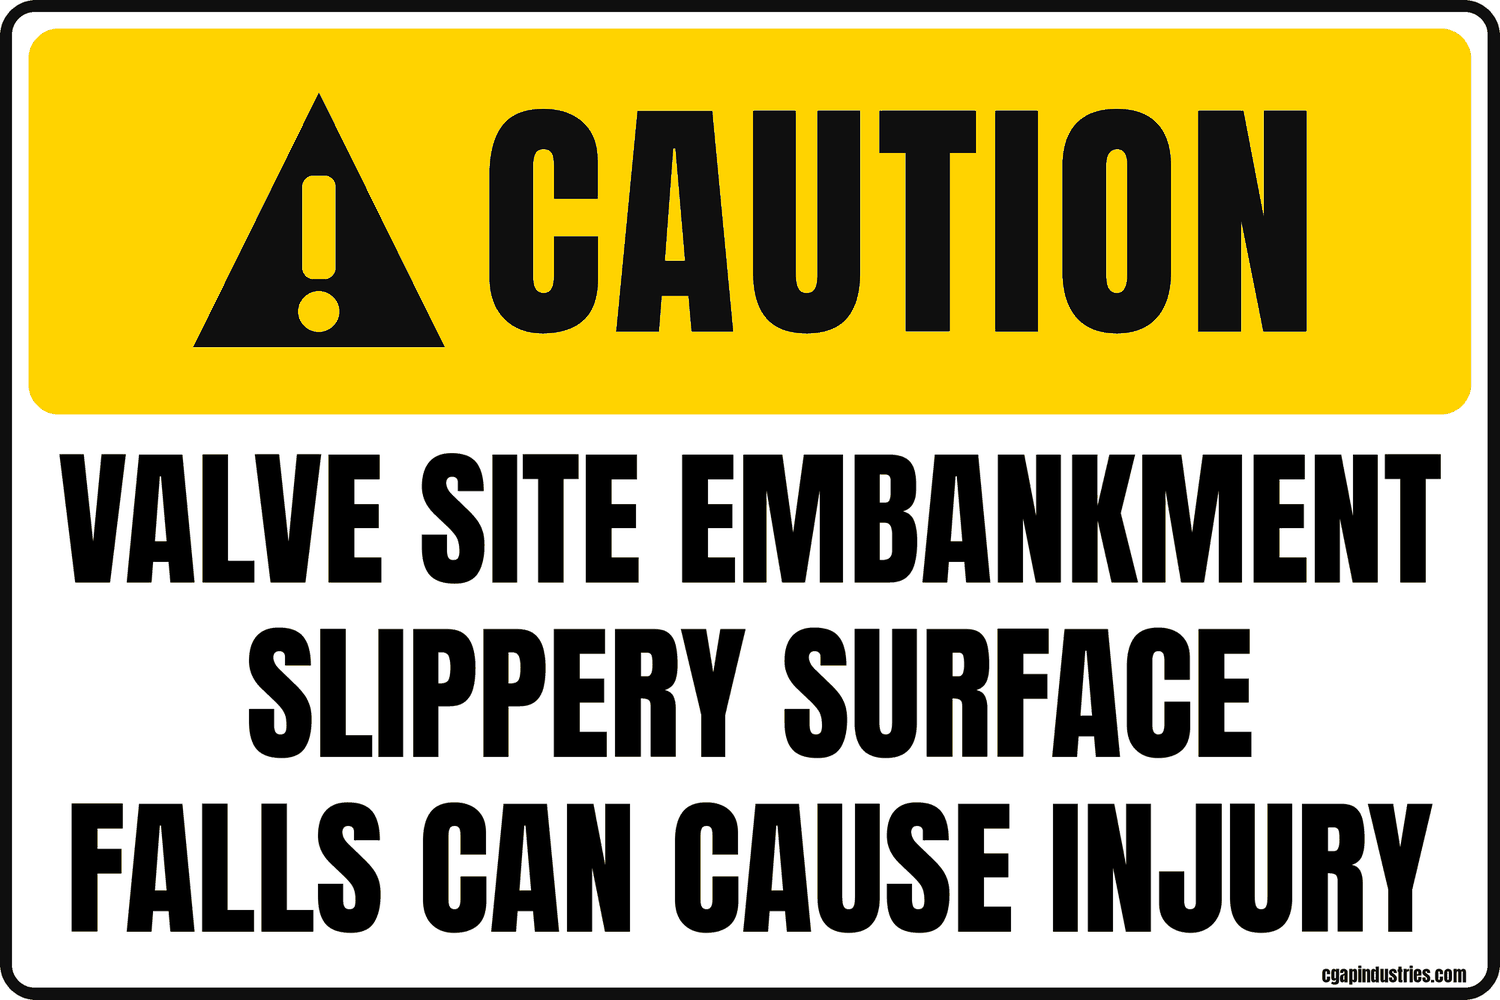 CAUTION
VALVE SITE EMBANKMENT
SLIPPERY SURFACE
FALLS CAN CAUSE INJURY
cgapindustries.com